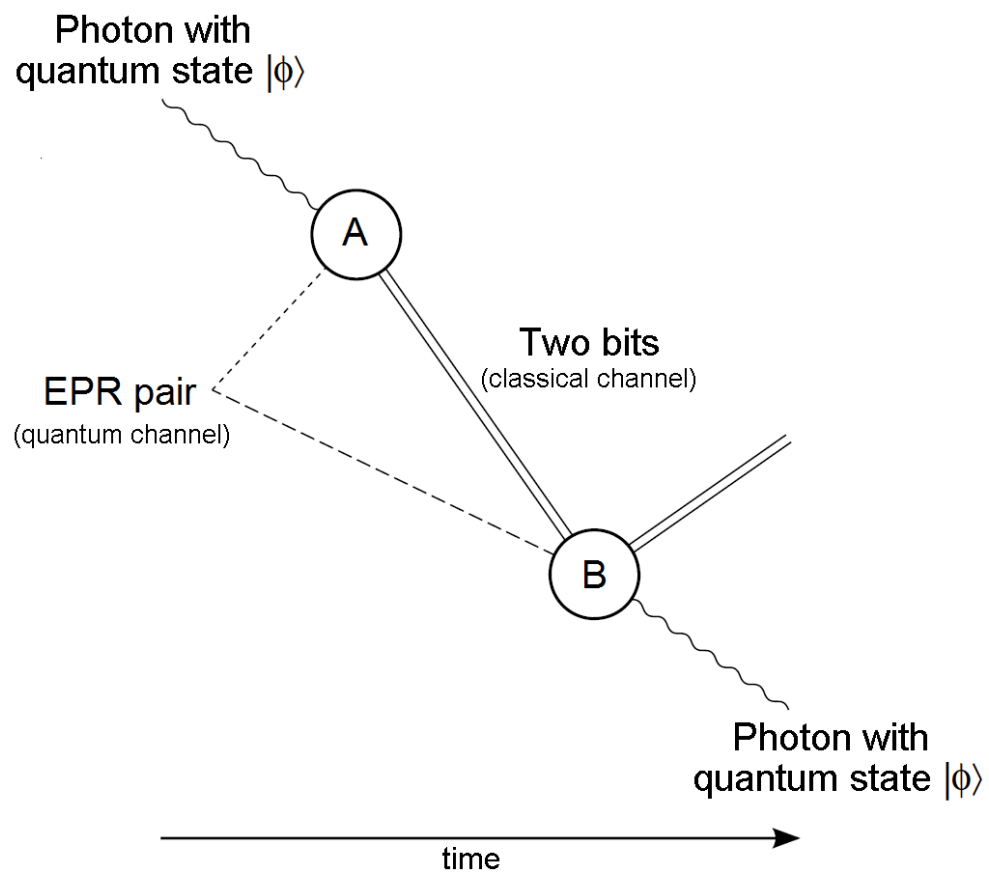 Photon with
quantum state |ϕ⟩
A
Two bits
(classical channel)
EPR pair
(quantum channel)
B
Photon with
quantum state |ϕ⟩
time